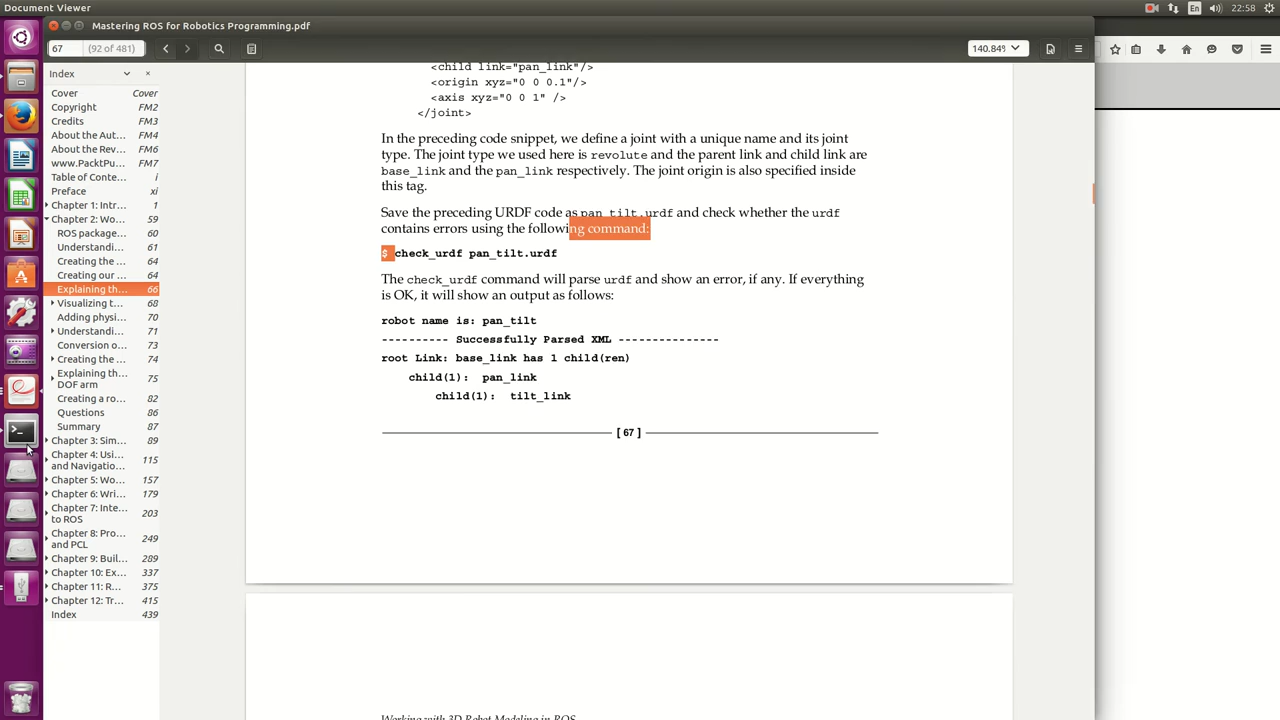 Document Viewer
En
22:58
Mastering ROS for Robotics Programming.pdf
67
(92 of 481)
140.84%
Index
Cover Cover
Copyright FM2
Credits FM3
About the Aut... FM4
About the Rev... FM6
www.PacktPu... FM7
Table of Conte... i
Preface xi
Chapter 1: Intr... 1
Chapter 2: Wo... 59
ROS package... 60
Understandi... 61
Creating the ... 64
Creating our ... 64
Explaining th... 66
Visualizing t... 68
Adding physi... 70
Understandi... 71
Conversion o... 73
Creating the ... 74
Explaining th...
DOF arm 75
Creating a ro... 82
Questions 86
Summary 87
Chapter 3: Sim... 89
Chapter 4: Usi...
and Navigatio... 115
Chapter 5: Wo... 157
Chapter 6: Wri... 179
Chapter 7: Inte...
to ROS 203
Chapter 8: Pro...
and PCL 249
Chapter 9: Buil... 289
Chapter 10: Ex... 337
Chapter 11: R... 375
Chapter 12: Tr... 415
Index 439
<child link="pan_link"/>
<origin xyz="0 0 0.1"/>
<axis xyz="0 0 1" />
</joint>
In the preceding code snippet, we define a joint with a unique name and its joint
type. The joint type we used here is revolute and the parent link and child link are
base_link and the pan_link respectively. The joint origin is also specified inside
this tag.
Save the preceding URDF code as pan_tilt.urdf and check whether the urdf
contains errors using the following command:
$ check_urdf pan_tilt.urdf
The check_urdf command will parse urdf and show an error, if any. If everything
is OK, it will show an output as follows:
robot name is: pan_tilt
---------- Successfully Parsed XML ---------------
root Link: base_link has 1 child(ren)
child(1): pan_link
child(1): tilt_link
[ 67 ]
Working with 3D Robot Modeling in ROS